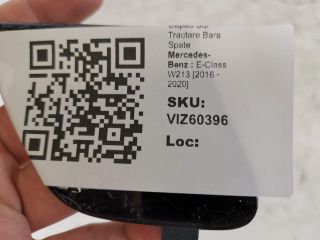 Tractare Bara
Spate
Mercedes-
Benz : E-Class
W213 [2016 -
2020]
SKU:
VIZ60396
Loc: